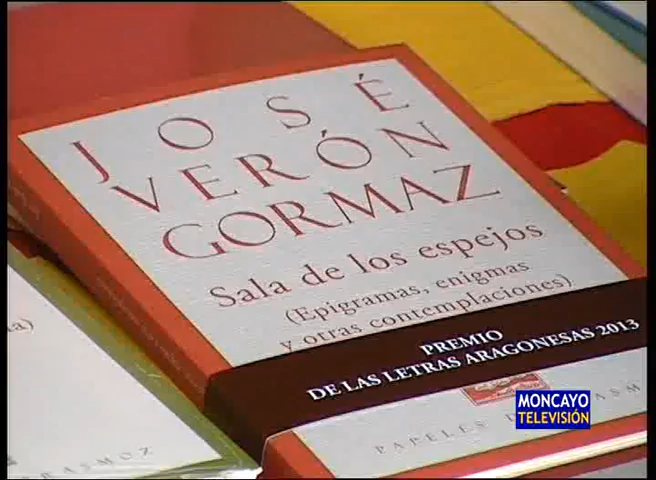 JOSÉ
VERÓN
GORMAZ
Sala de los espejos
(Epigramas, enigmas
y otras contemplaciones)
PREMIO
DE LAS LETRAS ARAGONESAS 2013
PAPELES
MONCAYO
TELEVISIÓN